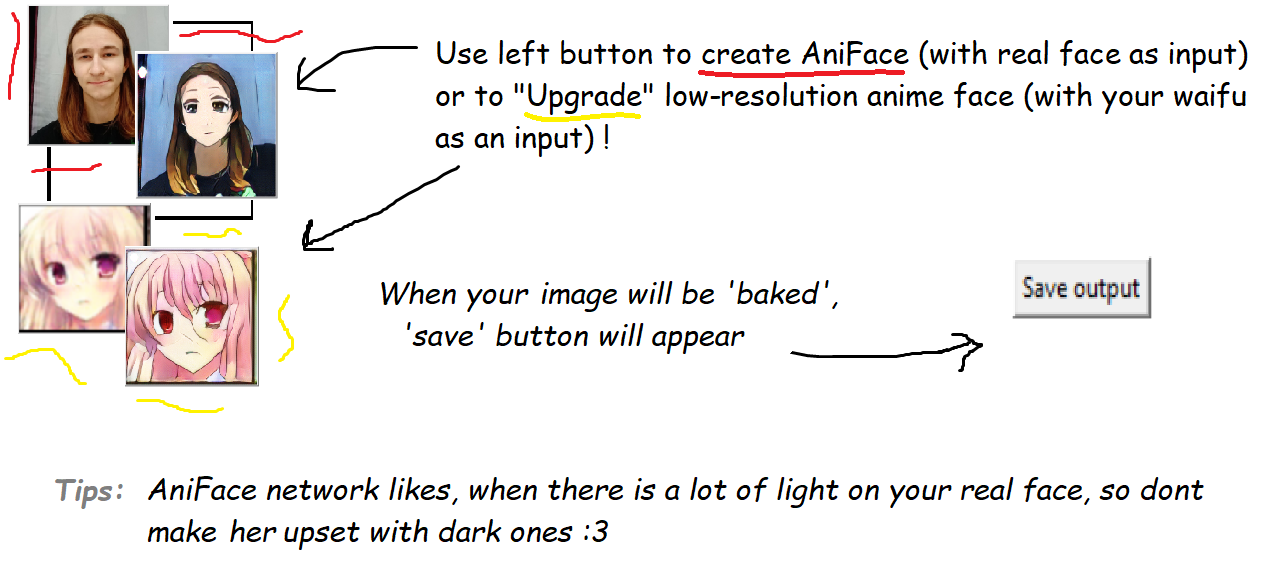 Use left button to create AniFace (with real face as input)
or to "Upgrade" low-resolution anime face (with your waifu
as an input) !
When your image will be 'baked',
'save' button will appear
Save output
Tips: AniFace network likes, when there is a lot of light on your real face, so dont
make her upset with dark ones :3